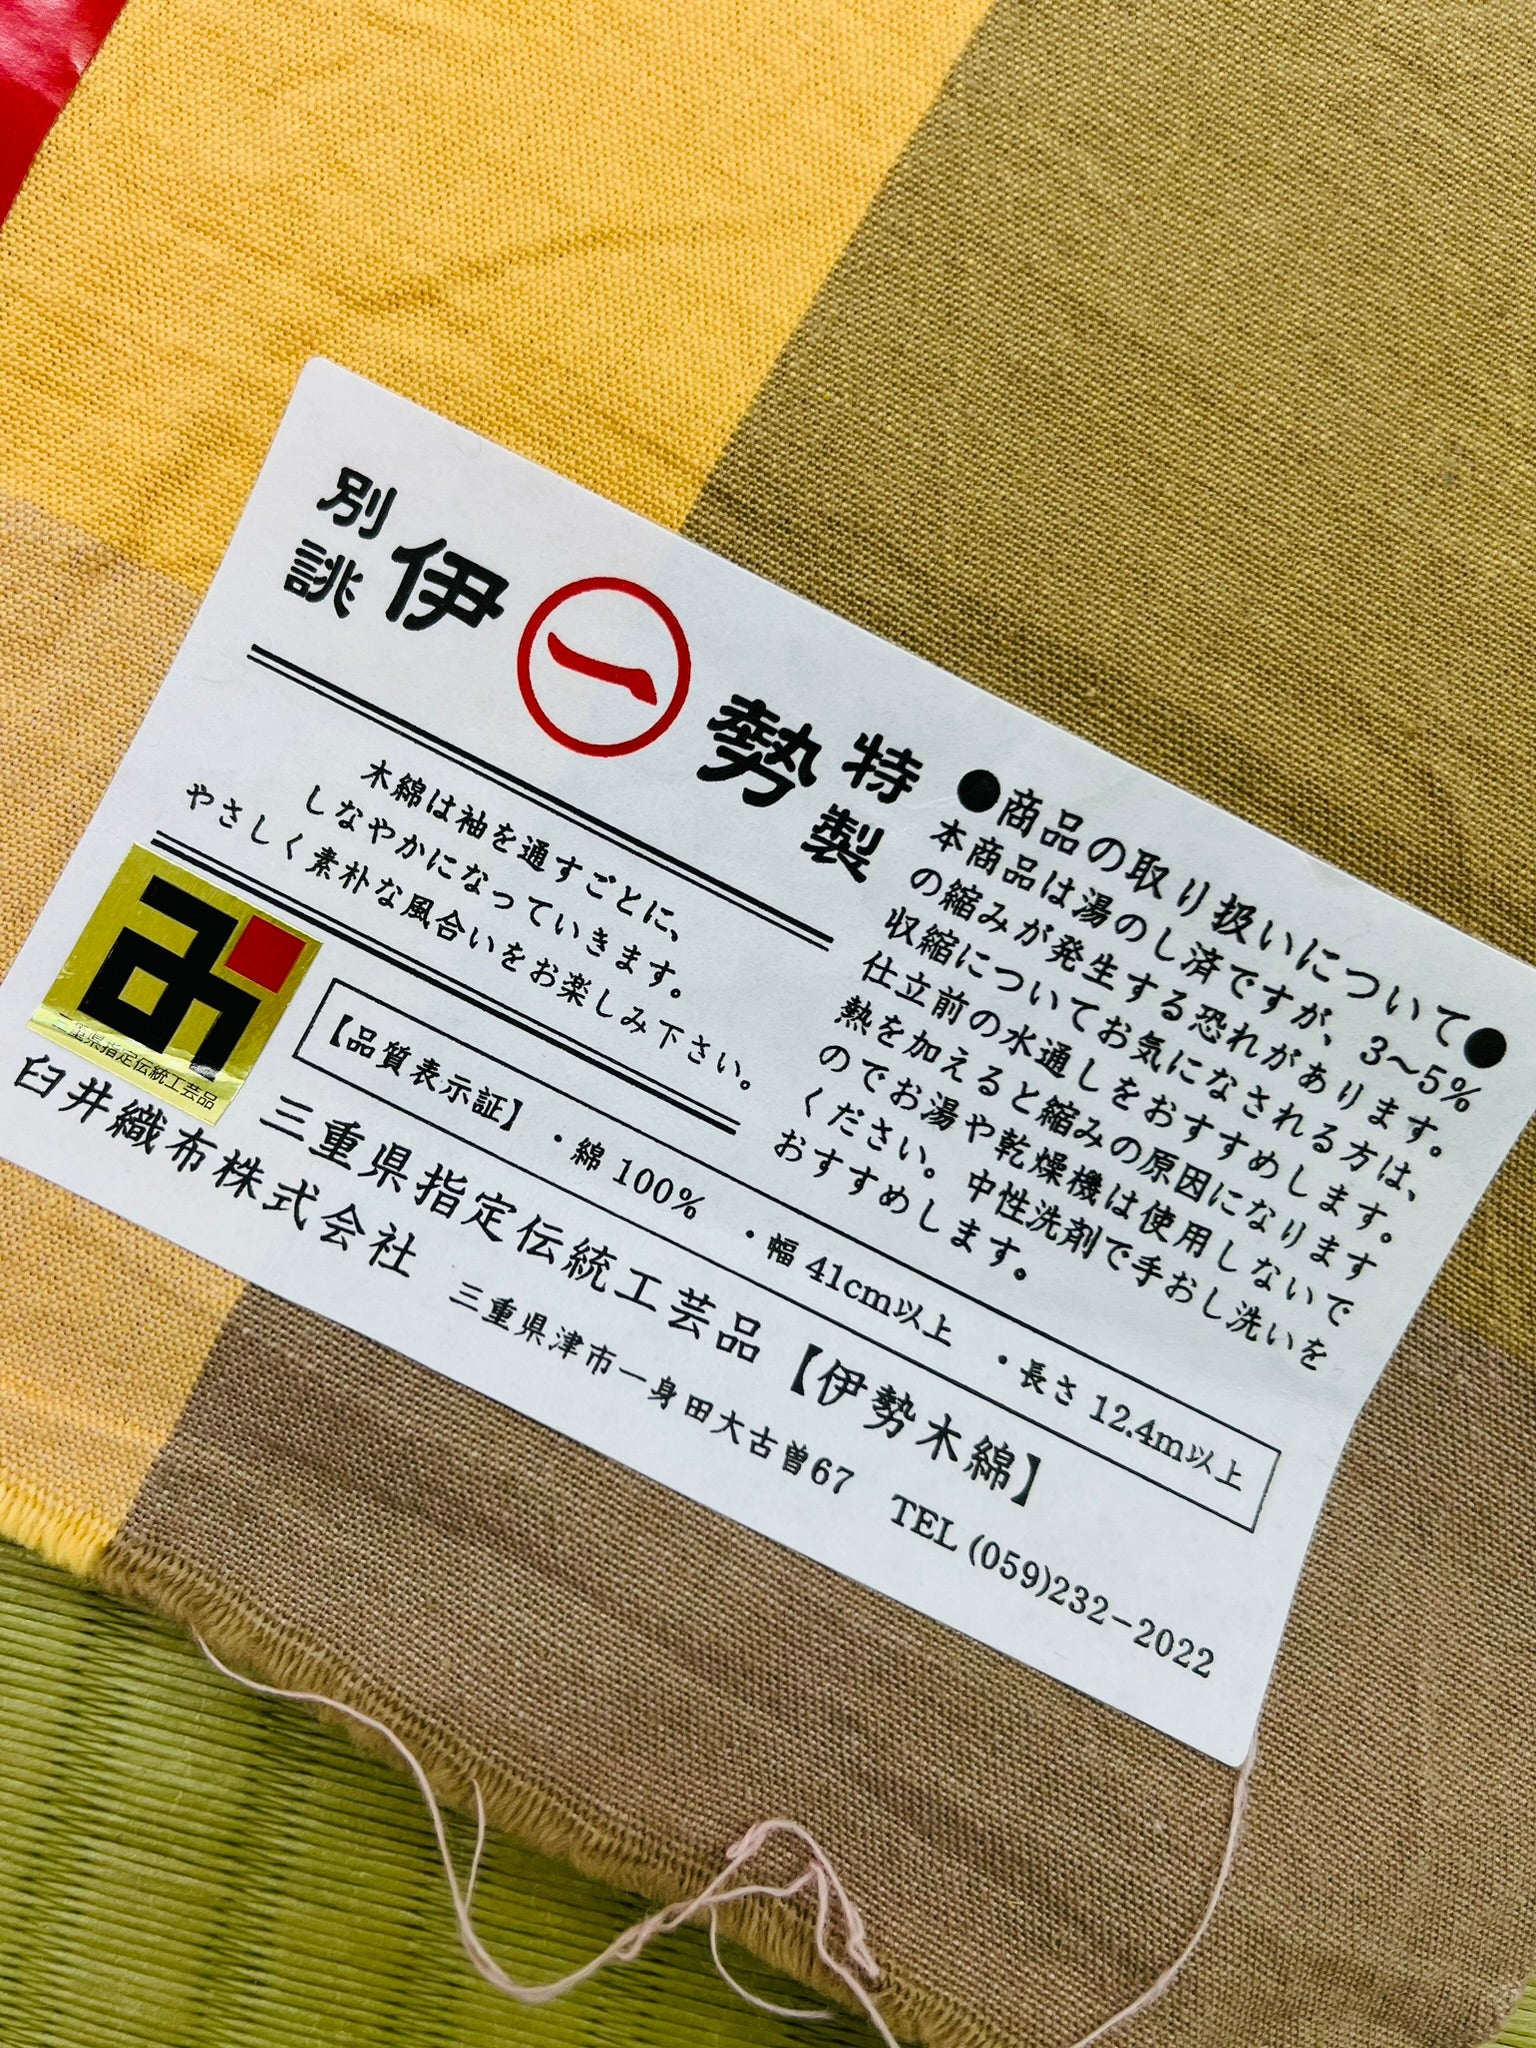 別誂
伊
一
勢
特製
木綿は袖を通すごとに、
しなやかになっていきます。
やさしく素朴な風合いをお楽しみ下さい。
●商品の取り扱いについて●
本商品は湯のし済ですが、3〜5%
の縮みが発生する恐れがあります。
収縮についてお気になされる方は、
仕立前の水通しをおすすめします。
熱を加えると縮みの原因になります
のでお湯や乾燥機は使用しないで
ください。中性洗剤で手おし洗いを
おすすめします。
【品質表示証】 ・綿 100% ・幅 41cm以上 ・長さ 12.4m以上
三重県指定伝統工芸品
三重県指定伝統工芸品【伊勢木綿】
臼井織布株式会社 三重県津市一身田大古曽67 TEL (059)232-2022